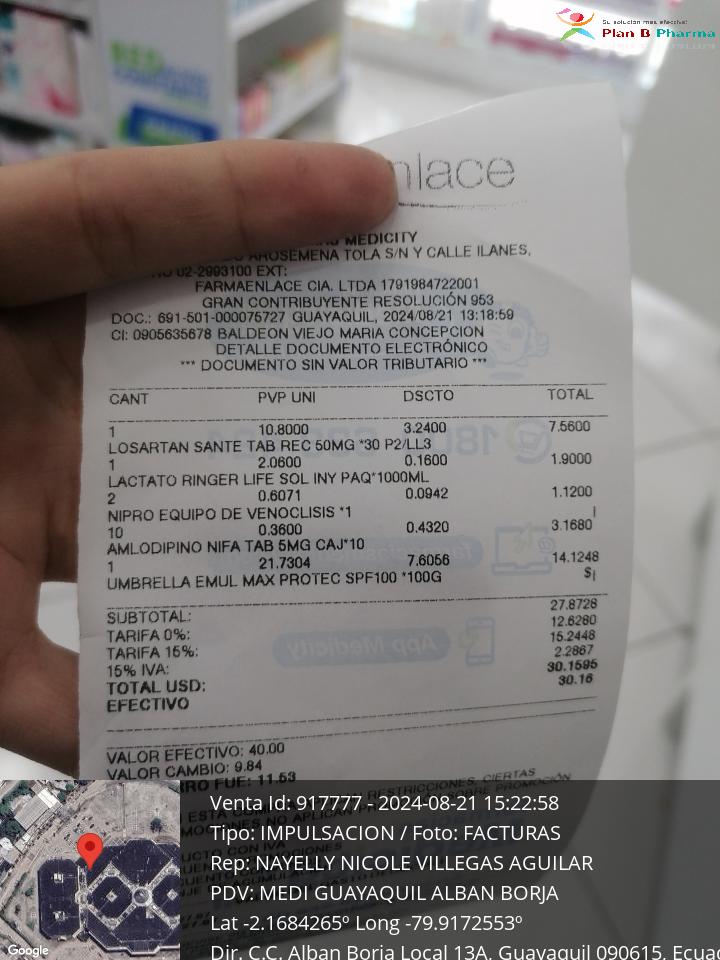 Su solución más efectiva!
Plan B Pharma
RED
nlace
MEDICITY
AROSEMENA TOLA S/N Y CALLE ILANES,
02-2993100 EXT:
FARMAENLACE CIA. LTDA 1791984722001
GRAN CONTRIBUYENTE RESOLUCIÓN 953
DOC.: 691-501-000075727 GUAYAQUIL, 2024/08/21 13:18:59
CI: 0905635678 BALDEON VIEJO MARIA CONCEPCION
DETALLE DOCUMENTO ELECTRÓNICO
*** DOCUMENTO SIN VALOR TRIBUTARIO ***
CANT PVP UNI DSCTO TOTAL
1 10.8000 3.2400 7.5600
LOSARTAN SANTE TAB REC 50MG *30 P2/LL3
1 2.0600 0.1600 1.9000
LACTATO RINGER LIFE SOL INY PAQ*1000ML
2 0.6071 0.0942 1.1200
NIPRO EQUIPO DE VENOCLISIS *1
10 0.3600 0.4320 3.1680
AMLODIPINO NIFA TAB 5MG CAJ*10
1 21.7304 7.6056 14.1248
UMBRELLA EMUL MAX PROTEC SPF100 *100G
SUBTOTAL: 27.8728
TARIFA 0%: 12.6280
TARIFA 15%: 15.2448
15% IVA: 2.2867
TOTAL USD: 30.1595
EFECTIVO 30.16
VALOR EFECTIVO: 40.00
VALOR CAMBIO: 9.84
RRO FUE: 11.53
RESTRICCIONES, CIERTAS
App Medicity
Venta Id: 917777 - 2024-08-21 15:22:58
Tipo: IMPULSACION / Foto: FACTURAS
Rep: NAYELLY NICOLE VILLEGAS AGUILAR
PDV: MEDI GUAYAQUIL ALBAN BORJA
Lat -2.1684265º Long -79.9172553º
Dir. C.C. Alban Borja Local 13A, Guayaquil 090615, Ecua
Google